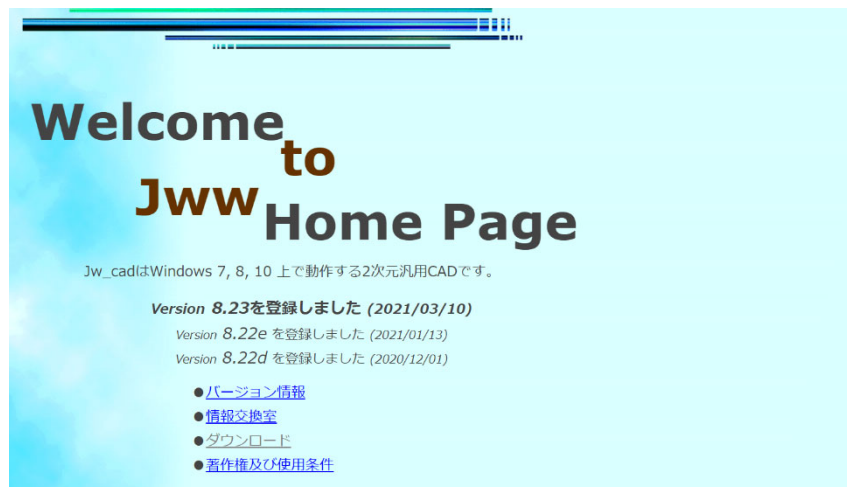 Welcome
to
Jww
Home Page
Jw_cadはWindows 7, 8, 10 上で動作する2次元汎用CADです。
Version 8.23を登録しました (2021/03/10)
Version 8.22e を登録しました (2021/01/13)
Version 8.22d を登録しました (2020/12/01)
●バージョン情報
●情報交換室
●ダウンロード
●著作権及び使用条件